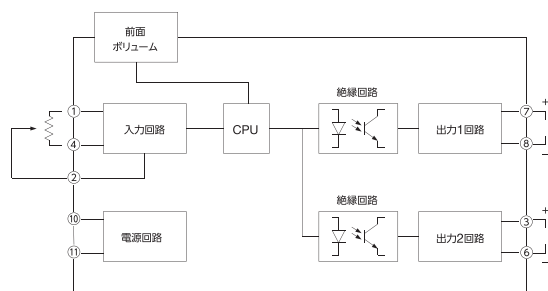 前面
ボリューム
絶縁回路
①
⑦
+
入力回路
CPU
出力1回路
④
⑧
−
②
絶縁回路
⑩
③
+
電源回路
出力2回路
⑪
⑥
−